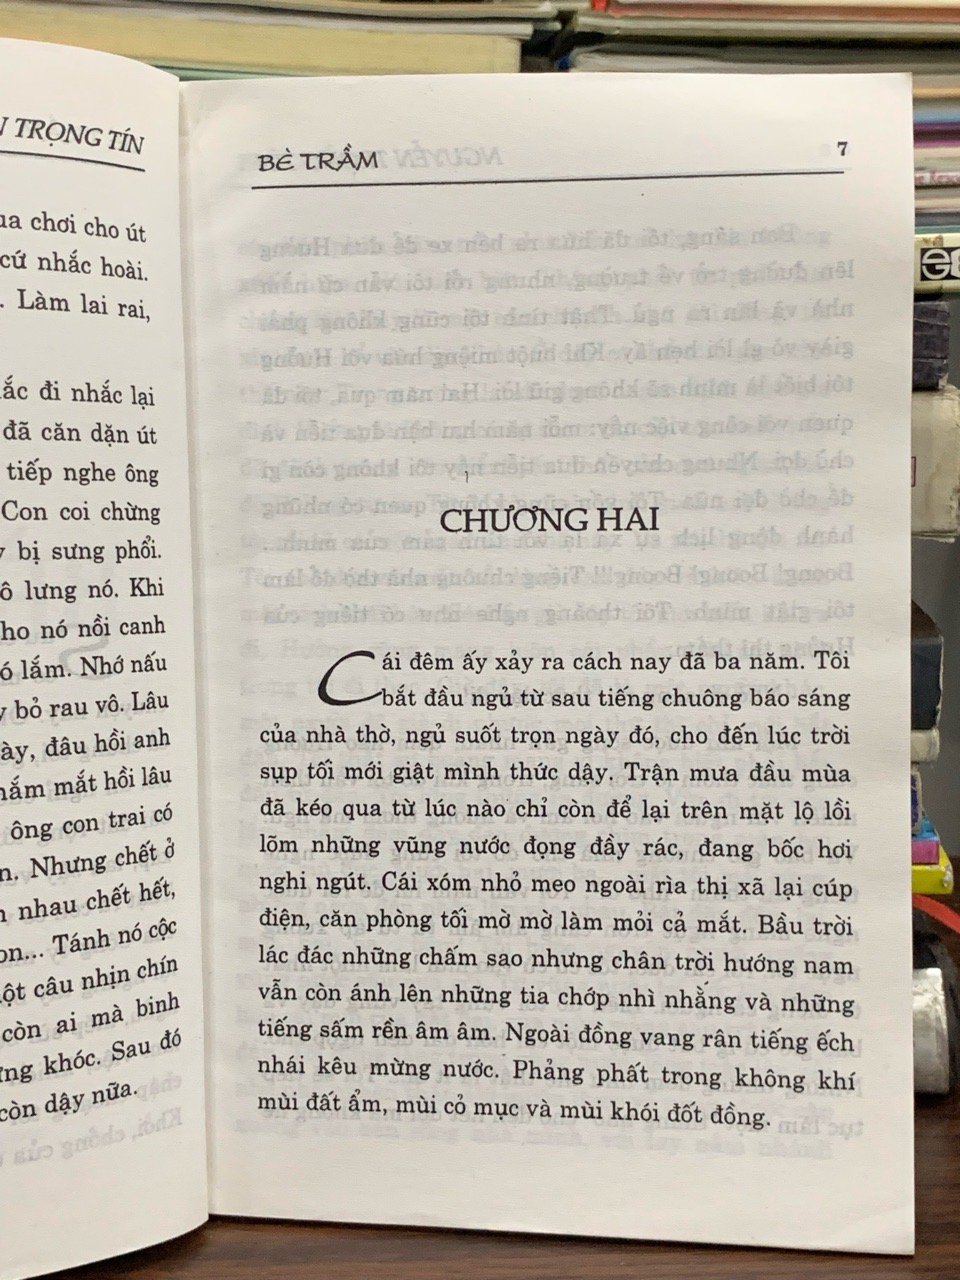 TRỌNG TÍN
chơi cho út
cứ nhắc hoài.
Làm lai rai,
đi nhắc lại
đã căn dặn út
tiếp nghe ông
Con coi chừng
bị sưng phổi.
lưng nó. Khi
nó nồi canh
lắm. Nhớ nấu
bỏ rau vô. Lâu
đâu hồi anh
mắt hồi lâu
ông con trai có
Nhưng chết ở
nhau chết hết,
Tánh nó cộc
câu nhịn chín
còn ai mà binh
khóc. Sau đó
còn dậy nữa.
BÈ TRẦM 7
CHƯƠNG HAI
Cái đêm ấy xảy ra cách nay đã ba năm. Tôi
bắt đầu ngủ từ sau tiếng chuông báo sáng
của nhà thờ, ngủ suốt trọn ngày đó, cho đến lúc trời
sụp tối mới giật mình thức dậy. Trận mưa đầu mùa
đã kéo qua từ lúc nào chỉ còn để lại trên mặt lộ lồi
lõm những vũng nước đọng đầy rác, đang bốc hơi
nghi ngút. Cái xóm nhỏ meo ngoài rìa thị xã lại cúp
điện, căn phòng tối mờ mờ làm mỏi cả mắt. Bầu trời
lác đác những chấm sao nhưng chân trời hướng nam
vẫn còn ánh lên những tia chớp nhì nhằng và những
tiếng sấm rền âm âm. Ngoài đồng vang rân tiếng ếch
nhái kêu mừng nước. Phảng phất trong không khí
mùi đất ẩm, mùi cỏ mục và mùi khói đốt đồng.